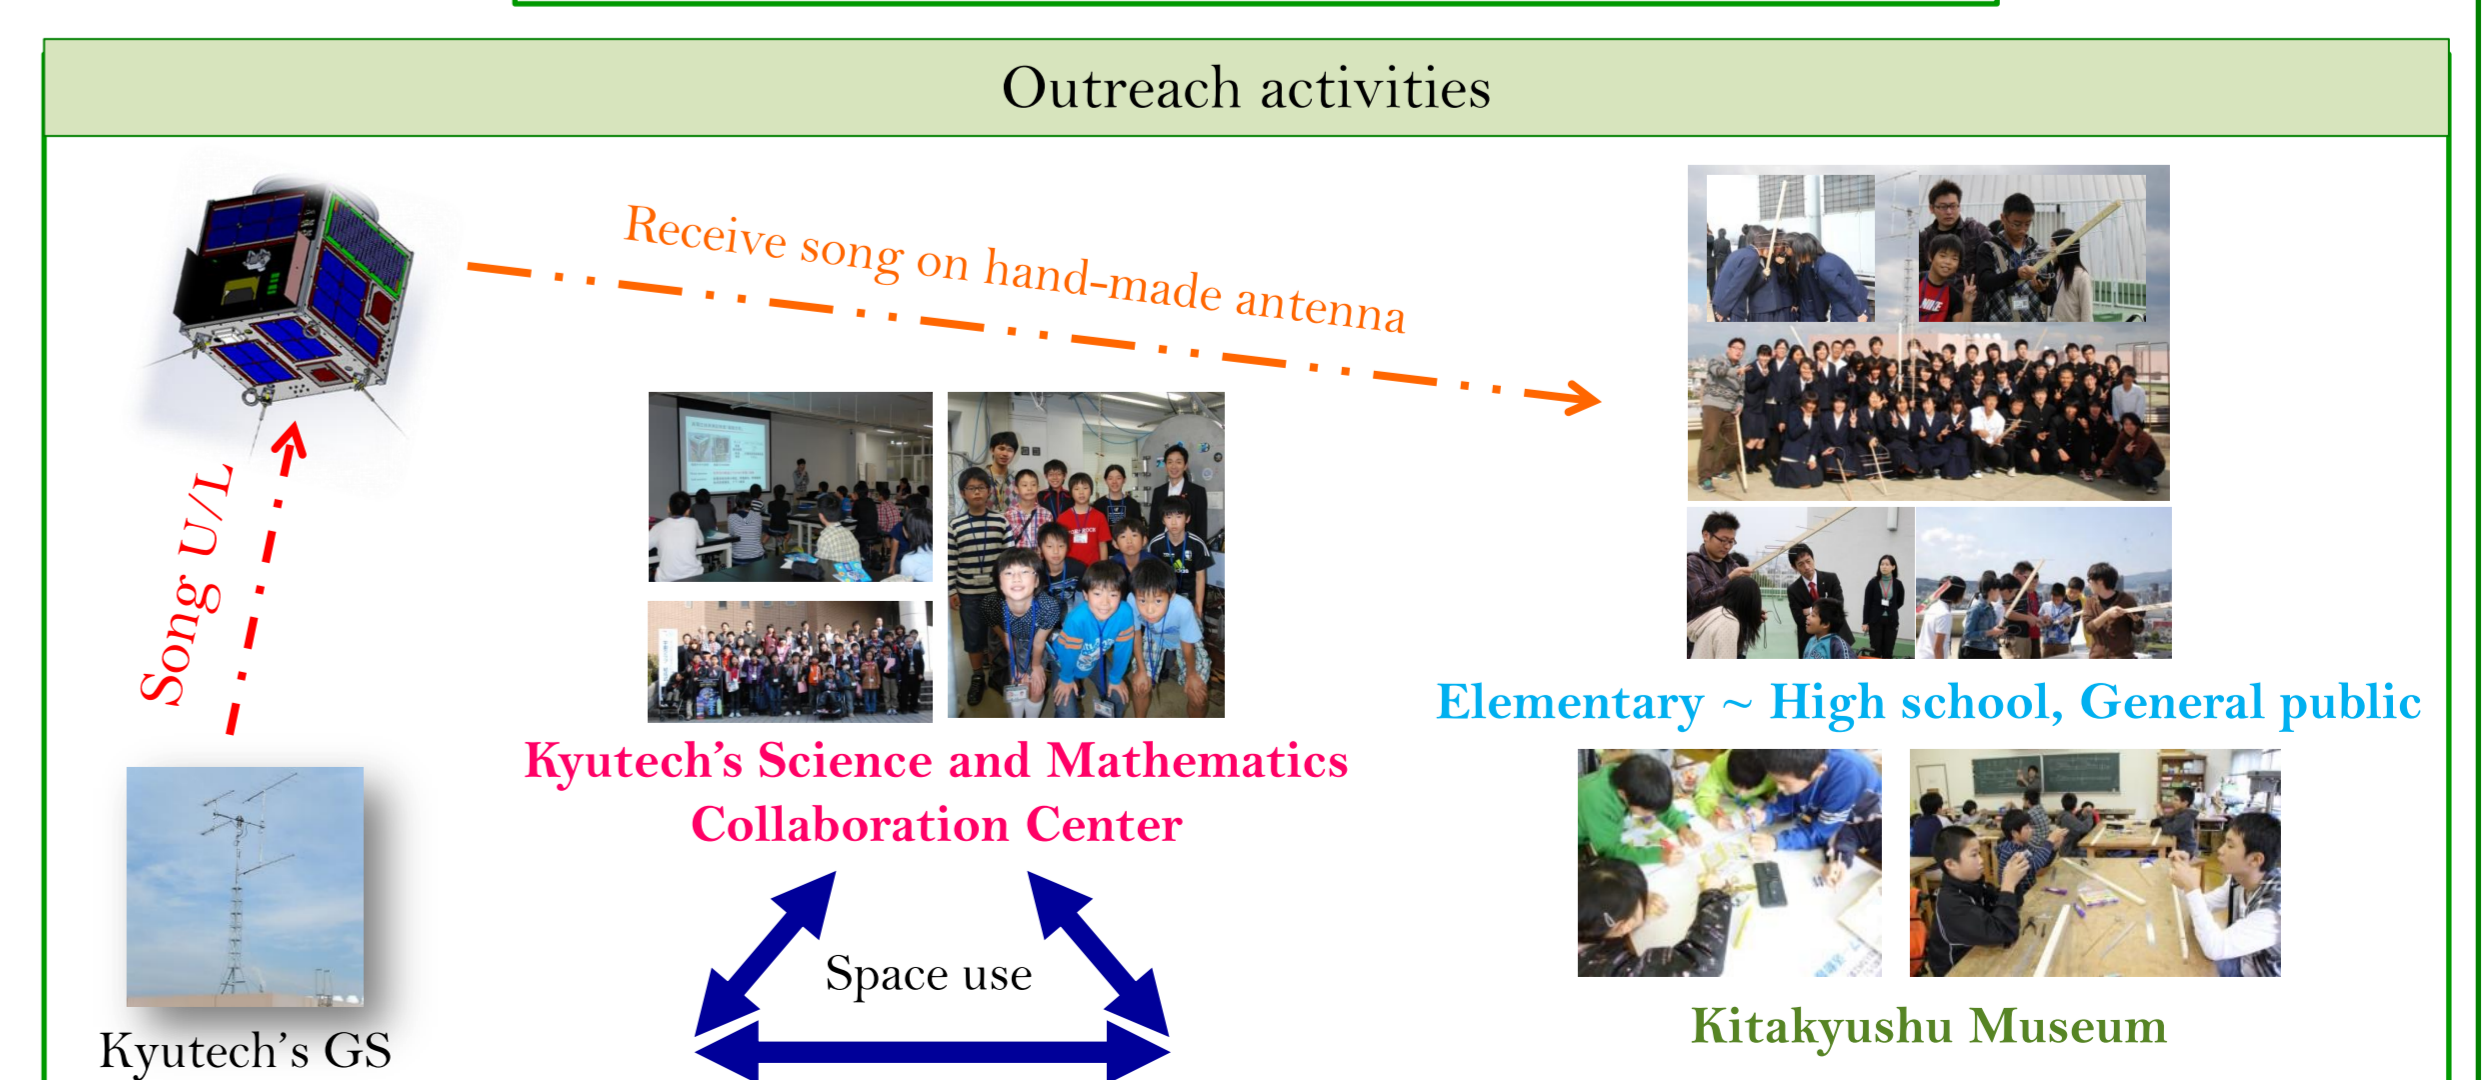 Outreach activities
Receive song on hand-made antenna
Song U/L
Elementary ~ High school, General public
Kyutech's Science and Mathematics
Collaboration Center
Space use
Kitakyushu Museum
Kyutech's GS